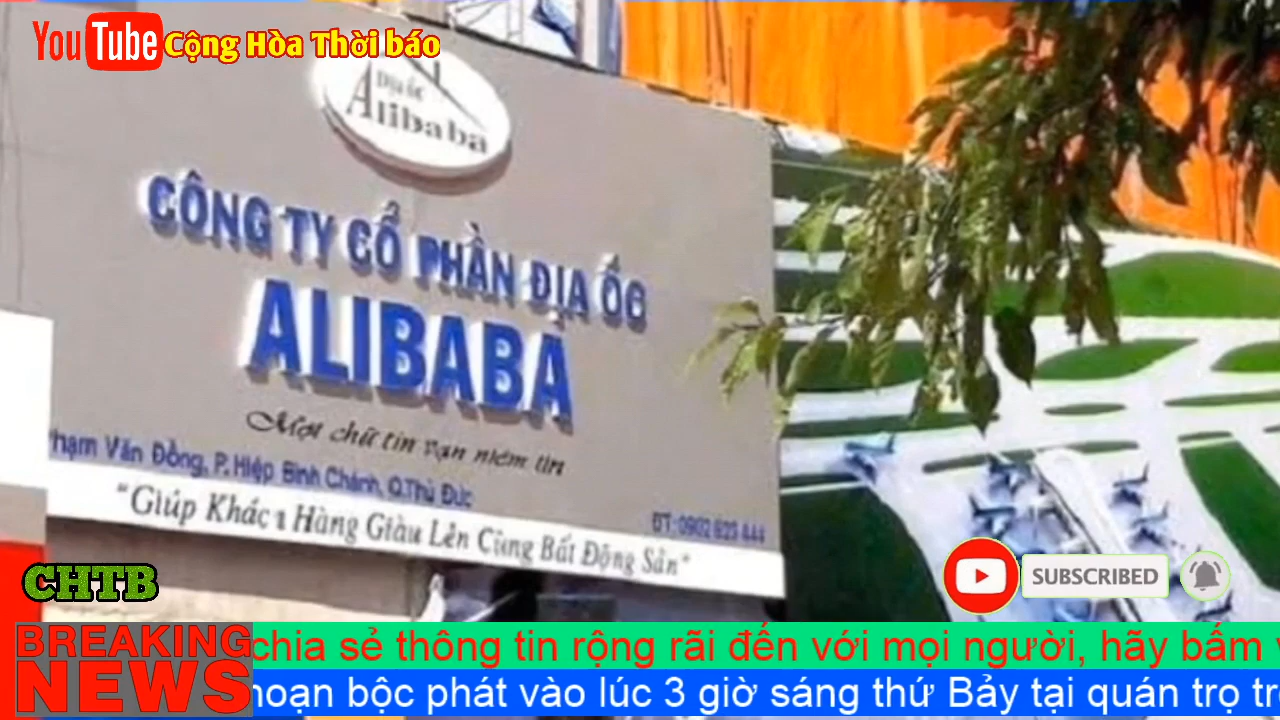 YouTube Cộng Hòa Thời báo
Địa ốc
Alibaba
CÔNG TY CỔ PHẦN ĐỊA ỐC
ALIBABA
Một chữ tín vạn niềm tin
Phạm Văn Đồng, P. Hiệp Bình Chánh, Q.Thủ Đức
ĐT: 0902 823 444
"Giúp Khách Hàng Giàu Lên Cùng Bất Động Sản"
SUBSCRIBED
CHTB
BREAKING
NEWS
chia sẻ thông tin rộng rãi đến với mọi người, hãy bấm
hoạn bộc phát vào lúc 3 giờ sáng thứ Bảy tại quán trọ tr